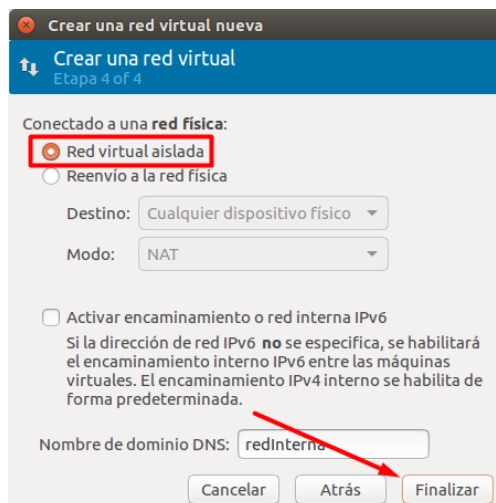 Crear una red virtual nueva
Crear una red virtual
Etapa 4 of 4
Conectado a una red física:
Red virtual aislada
Reenvío a la red física
Destino: Cualquier dispositivo físico
Modo: NAT
Activar encaminamiento o red interna IPv6
Si la dirección de red IPv6 no se especifica, se habilitará
el encaminamiento interno IPv6 entre las máquinas
virtuales. El encaminamiento IPv4 interno se habilita de
forma predeterminada.
Nombre de dominio DNS: redInterna
Cancelar Atrás Finalizar